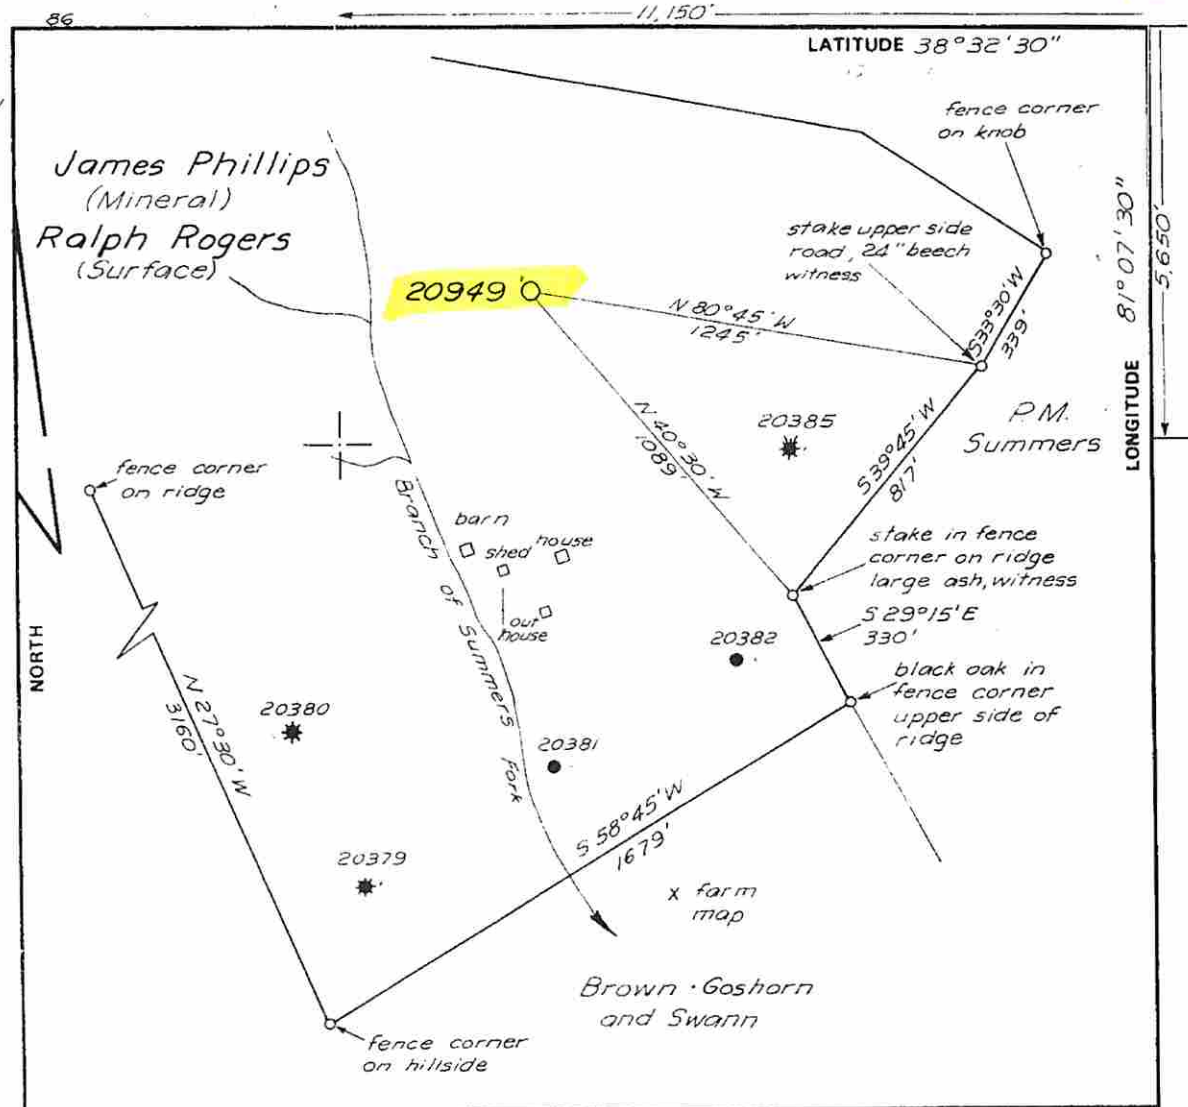 86
11,150'
LATITUDE 38°32'30"
fence corner
on knob
James Phillips
(Mineral)
Ralph Rogers
(Surface)
stake upper side
road, 24" beech
witness
LONGITUDE 81°07'30"
5,650'
20949
N 80°45'W
1245'
S33°30'W
339'
P.M.
Summers
20385
N 40°30'W
1089'
S39°45'W
817'
fence corner
on ridge
barn
shed
house
out
house
Branch of Summers Fork
stake in fence
corner on ridge
large ash, witness
S 29°15'E
330'
20382
black oak in
fence corner
upper side of
ridge
NORTH
N 27°30'W
3160'
20380
20381
S 58°45'W
1679'
20379
x farm
map
Brown · Goshorn
and Swann
fence corner
on hillside